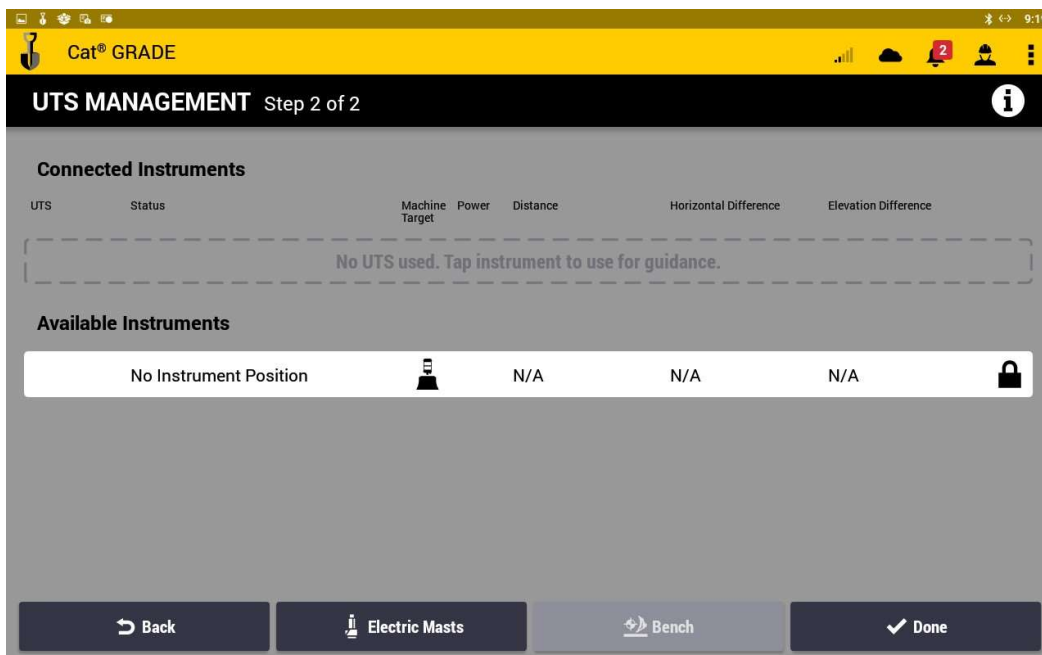 9:1
Cat® GRADE
2
UTS MANAGEMENT Step 2 of 2
Connected Instruments
UTS Status Machine Target Power Distance Horizontal Difference Elevation Difference
No UTS used. Tap instrument to use for guidance.
Available Instruments
No Instrument Position N/A N/A N/A
Back Electric Masts Bench Done